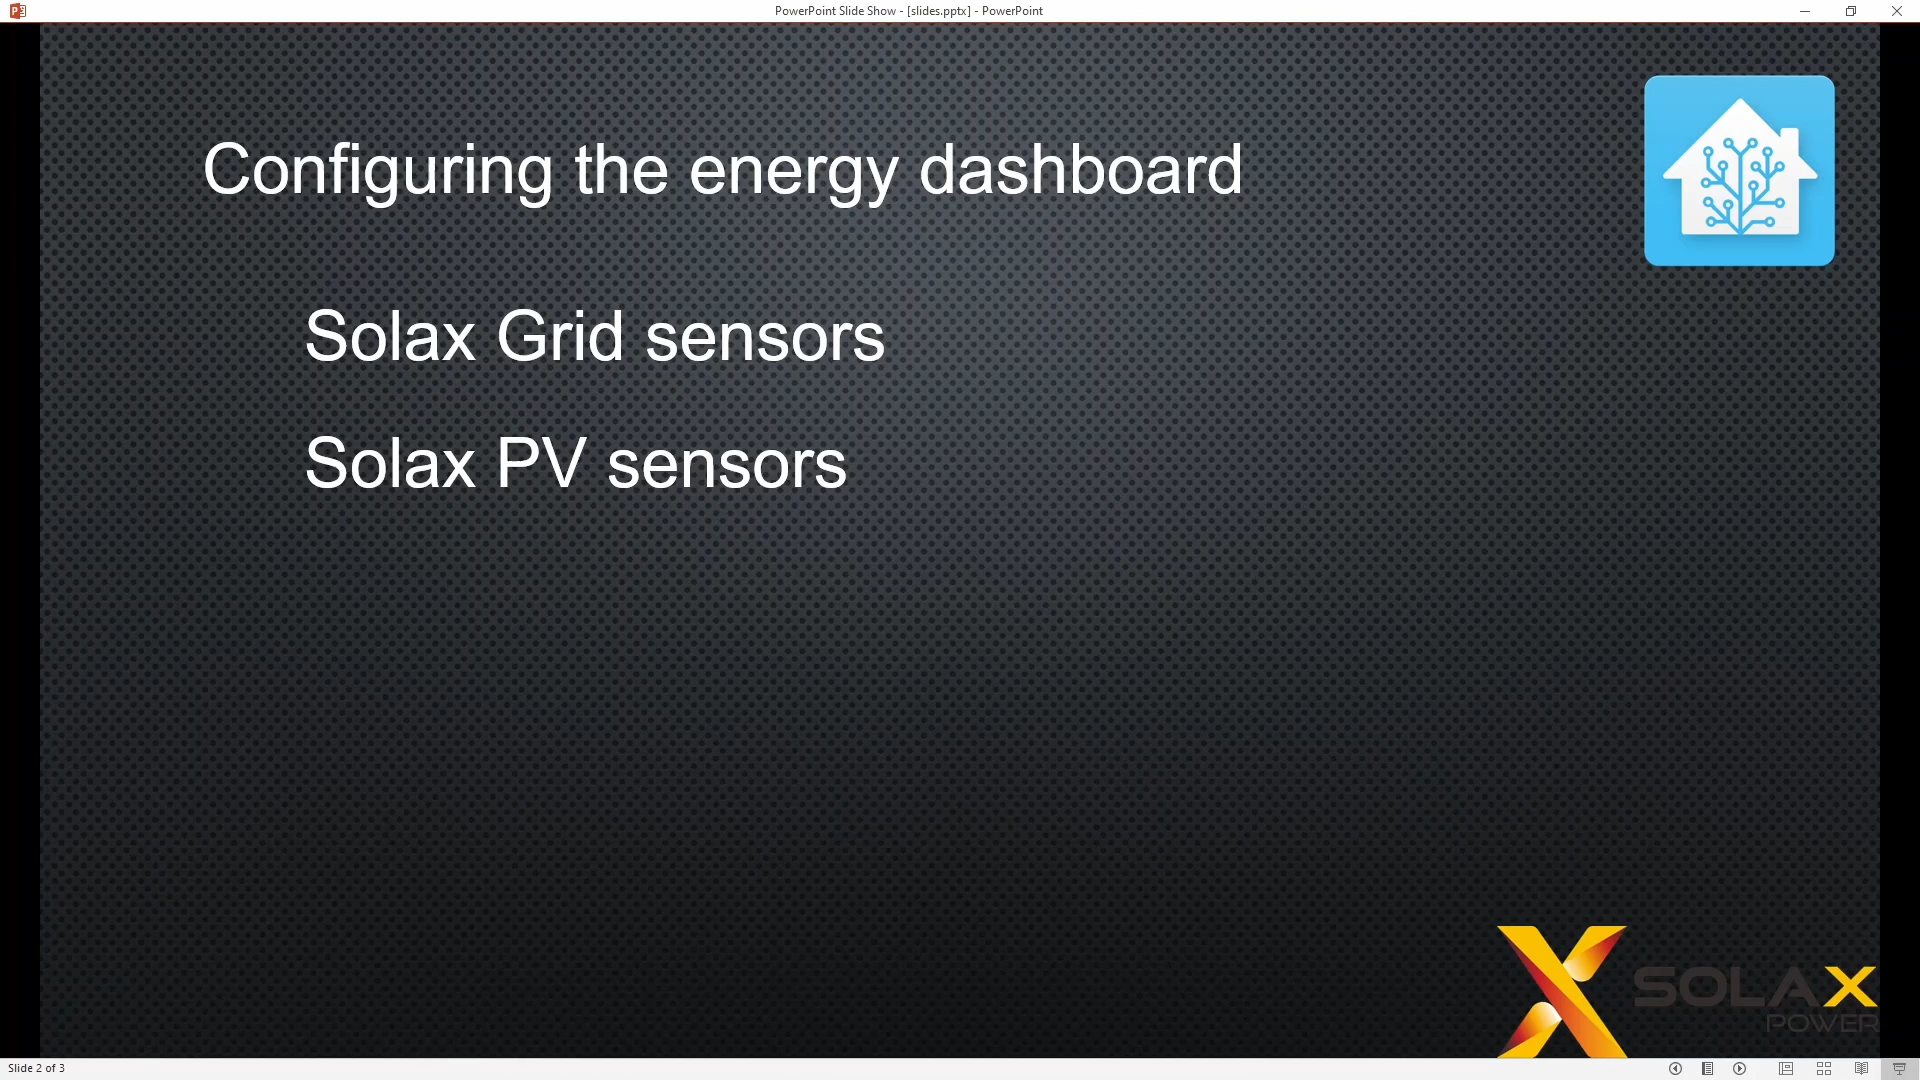 PowerPoint Slide Show - [slides.pptx] - PowerPoint
Configuring the energy dashboard
Solax Grid sensors
Solax PV sensors
SOLAX
POWER
Slide 2 of 3